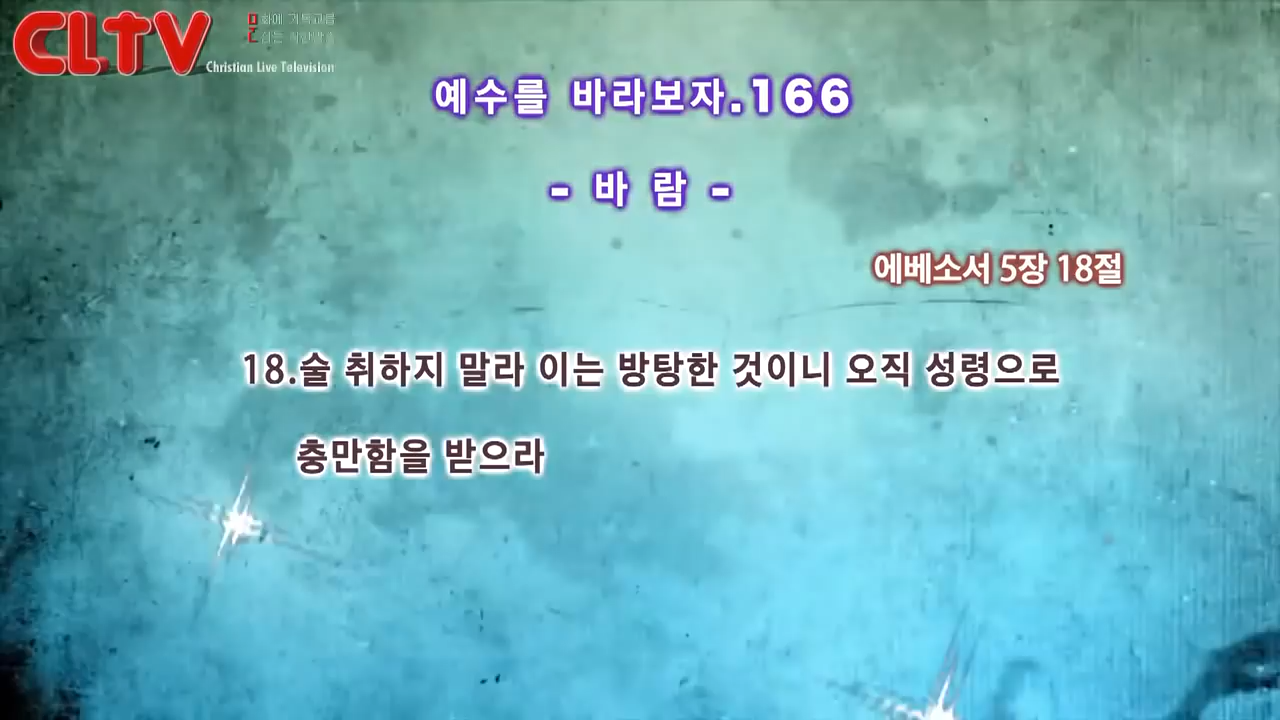 CLTV
Christian Live Television
예수를 바라보자.166
- 바 람 -
에베소서 5장 18절
18.술 취하지 말라 이는 방탕한 것이니 오직 성령으로
충만함을 받으라